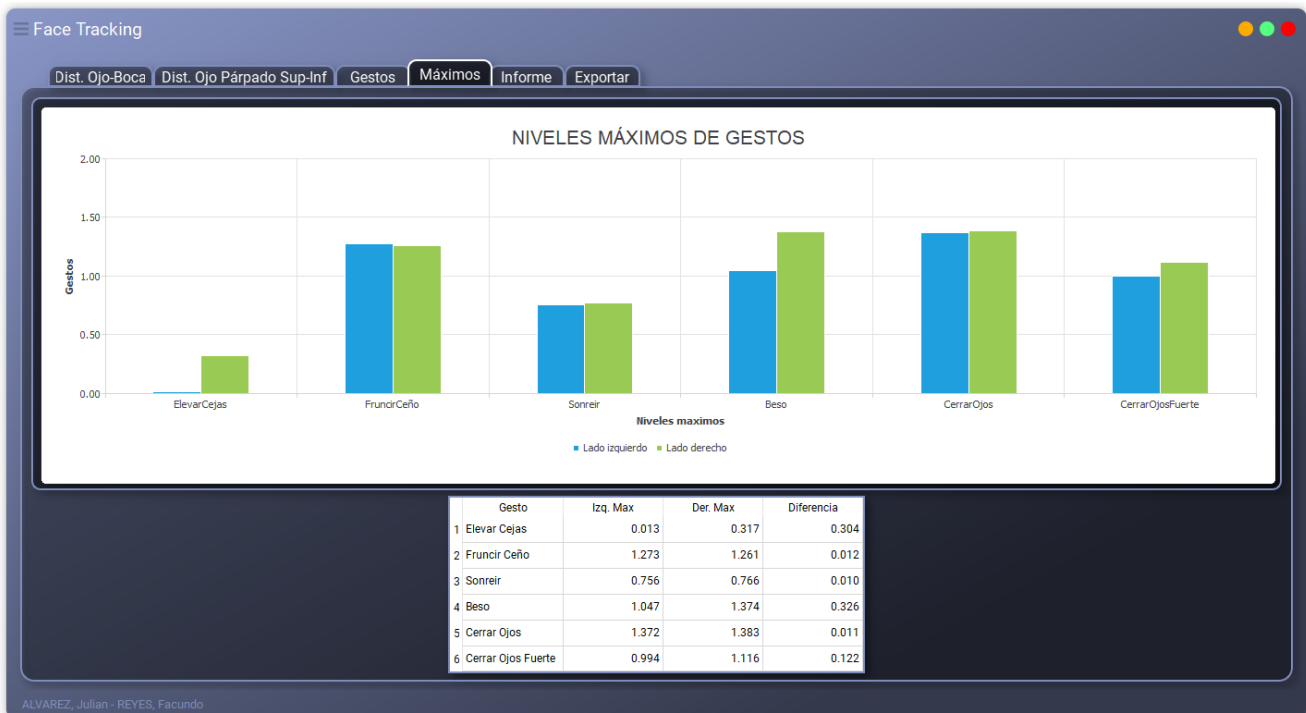 Face Tracking
Dist. Ojo-Boca Dist. Ojo Párpado Sup-Inf Gestos Máximos Informe Exportar
NIVELES MÁXIMOS DE GESTOS
2.00
1.50
1.00
0.50
0.00
Gestos
ElevarCejas FruncirCeño Sonreir Beso CerrarOjos CerrarOjosFuerte
Niveles maximos
Lado izquierdo Lado derecho
Gesto Izq. Max Der. Max Diferencia
1 Elevar Cejas 0.013 0.317 0.304
2 Fruncir Ceño 1.273 1.261 0.012
3 Sonreir 0.756 0.766 0.010
4 Beso 1.047 1.374 0.326
5 Cerrar Ojos 1.372 1.383 0.011
6 Cerrar Ojos Fuerte 0.994 1.116 0.122
ALVAREZ, Julian - REYES, Facundo